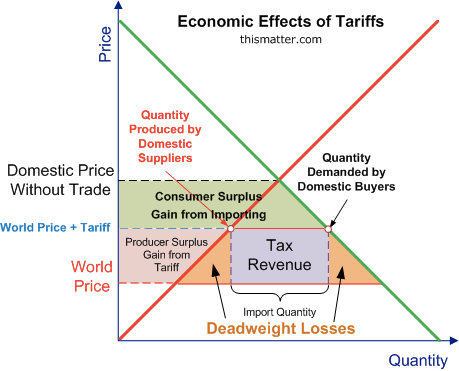 Economic Effects of Tariffs
thismatter.com
Price
Quantity
Produced by
Domestic
Suppliers
Quantity
Demanded by
Domestic Buyers
Domestic Price
Without Trade
Consumer Surplus
Gain from Importing
World Price + Tariff
Producer Surplus
Gain from
Tariff
Tax
Revenue
World
Price
Import Quantity
Deadweight Losses
Quantity